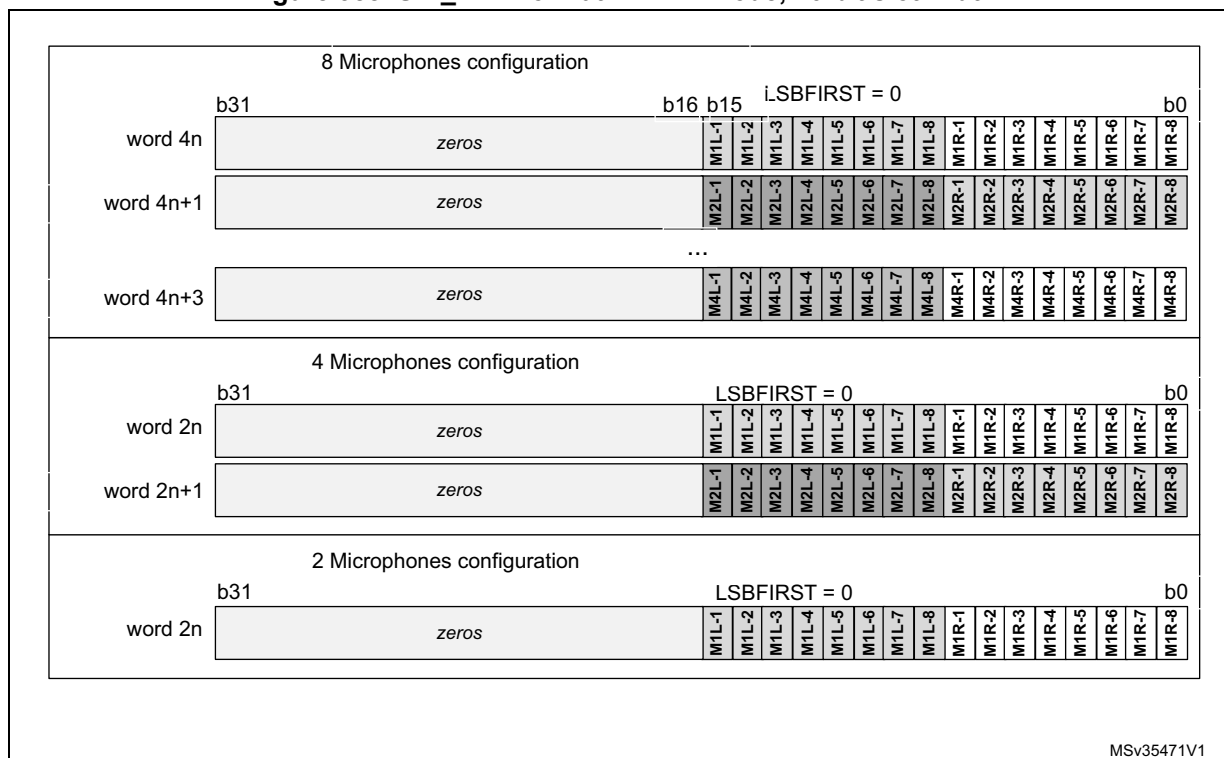 8 Microphones configuration
b31 b16 b15 LSBFIRST = 0 b0
word 4n zeros M1L-1 M1L-2 M1L-3 M1L-4 M1L-5 M1L-6 M1L-7 M1L-8 M1R-1 M1R-2 M1R-3 M1R-4 M1R-5 M1R-6 M1R-7 M1R-8
word 4n+1 zeros M2L-1 M2L-2 M2L-3 M2L-4 M2L-5 M2L-6 M2L-7 M2L-8 M2R-1 M2R-2 M2R-3 M2R-4 M2R-5 M2R-6 M2R-7 M2R-8
...
word 4n+3 zeros M4L-1 M4L-2 M4L-3 M4L-4 M4L-5 M4L-6 M4L-7 M4L-8 M4R-1 M4R-2 M4R-3 M4R-4 M4R-5 M4R-6 M4R-7 M4R-8
4 Microphones configuration
b31 LSBFIRST = 0 b0
word 2n zeros M1L-1 M1L-2 M1L-3 M1L-4 M1L-5 M1L-6 M1L-7 M1L-8 M1R-1 M1R-2 M1R-3 M1R-4 M1R-5 M1R-6 M1R-7 M1R-8
word 2n+1 zeros M2L-1 M2L-2 M2L-3 M2L-4 M2L-5 M2L-6 M2L-7 M2L-8 M2R-1 M2R-2 M2R-3 M2R-4 M2R-5 M2R-6 M2R-7 M2R-8
2 Microphones configuration
b31 LSBFIRST = 0 b0
word 2n zeros M1L-1 M1L-2 M1L-3 M1L-4 M1L-5 M1L-6 M1L-7 M1L-8 M1R-1 M1R-2 M1R-3 M1R-4 M1R-5 M1R-6 M1R-7 M1R-8
MSv35471V1